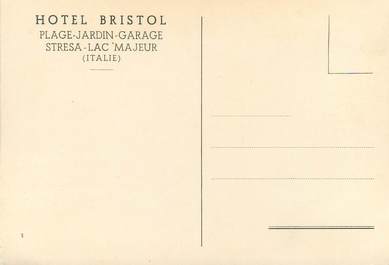 HOTEL BRISTOL
PLAGE-JARDIN-GARAGE
STRESA-LAC MAJEUR
(ITALIE)